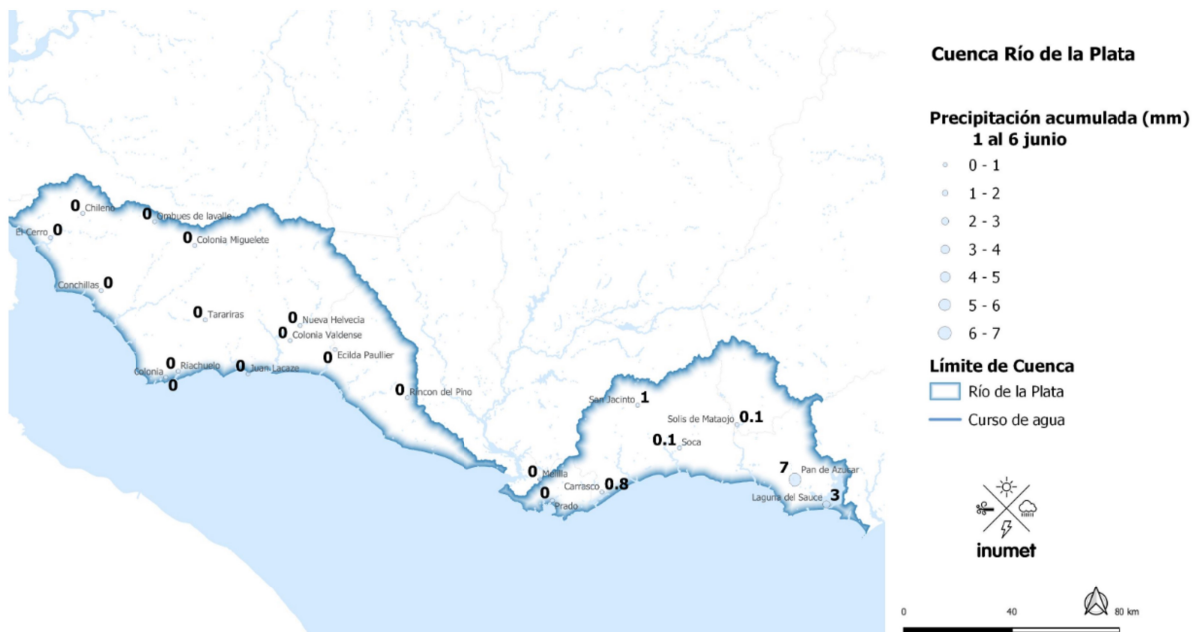 Cuenca Río de la Plata
Precipitación acumulada (mm)
1 al 6 junio
0 - 1
1 - 2
2 - 3
3 - 4
4 - 5
5 - 6
6 - 7
Límite de Cuenca
Río de la Plata
Curso de agua
inumet
0 40 80 km
0 Chileno
0 Ombues de lavalle
El Cerro 0
0 Colonia Miguelete
Conchillas 0
0 Tarariras
0 Nueva Helvecia
0 Colonia Valdense
0 Ecilda Paullier
0 Riachuelo
Colonia 0
0 Juan Lacaze
0 Rincon del Pino
San Jacinto 1
Solis de Mataojo 0.1
0.1 Soca
0 Melilla
Carrasco 0.8
0 Prado
7 Pan de Azucar
Laguna del Sauce 3